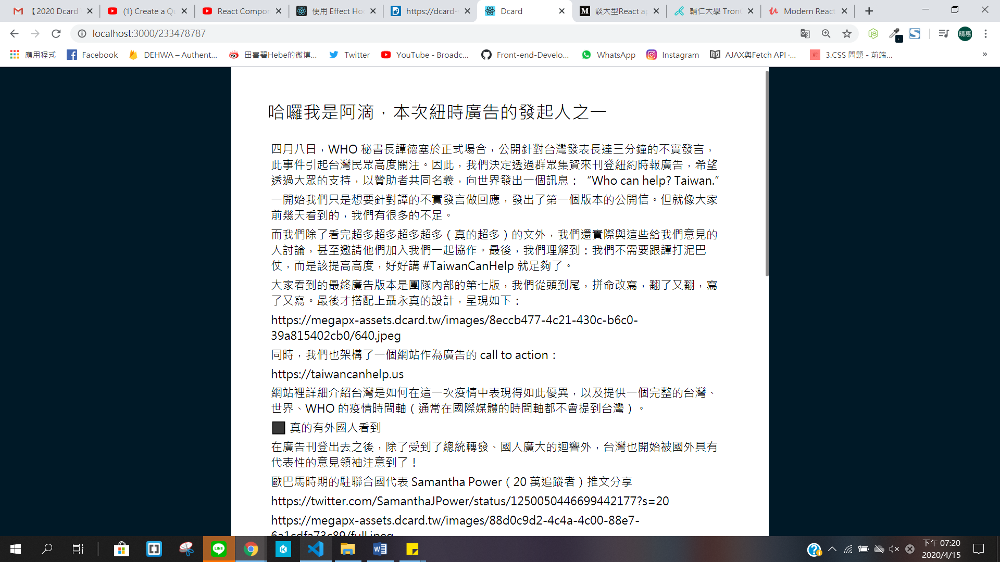 【2020 Dcard
(1) Create a Qu
React Compor
使用 Effect Ho
https://dcard-
Dcard
談大型React ap
輔仁大學 Tron
Modern React
localhost:3000/233478787
晴惠
應用程式
Facebook
DEHWA – Authent...
田喜碧Hebe的微博...
Twitter
YouTube - Broadc...
Front-end-Develo...
WhatsApp
Instagram
AJAX與Fetch API ·...
3.CSS 問題 - 前端...
哈囉我是阿滴，本次紐時廣告的發起人之一
四月八日，WHO 秘書長譚德塞於正式場合，公開針對台灣發表長達三分鐘的不實發言，
此事件引起台灣民眾高度關注。因此，我們決定透過群眾集資來刊登紐約時報廣告，希望
透過大眾的支持，以贊助者共同名義，向世界發出一個訊息：“Who can help? Taiwan.”
一開始我們只是想要針對譚的不實發言做回應，發出了第一個版本的公開信。但就像大家
前幾天看到的，我們有很多的不足。
而我們除了看完超多超多超多超多（真的超多）的文外，我們還實際與這些給我們意見的
人討論，甚至邀請他們加入我們一起協作。最後，我們理解到：我們不需要跟譚打泥巴
仗，而是該提高高度，好好講 #TaiwanCanHelp 就足夠了。
大家看到的最終廣告版本是團隊內部的第七版，我們從頭到尾，拼命改寫，翻了又翻，寫
了又寫。最後才搭配上聶永真的設計，呈現如下：
https://megapx-assets.dcard.tw/images/8eccb477-4c21-430c-b6c0-
39a815402cb0/640.jpeg
同時，我們也架構了一個網站作為廣告的 call to action：
https://taiwancanhelp.us
網站裡詳細介紹台灣是如何在這一次疫情中表現得如此優異，以及提供一個完整的台灣、
世界、WHO 的疫情時間軸（通常在國際媒體的時間軸都不會提到台灣）。
⬛ 真的有外國人看到
在廣告刊登出去之後，除了受到了總統轉發、國人廣大的迴響外，台灣也開始被國外具有
代表性的意見領袖注意到了！
歐巴馬時期的駐聯合國代表 Samantha Power（20 萬追蹤者）推文分享
https://twitter.com/SamanthaJPower/status/1250050446699442177?s=20
https://megapx-assets.dcard.tw/images/88d0c9d2-4c4a-4c00-88e7-
6a1cdfa73c89/full.jpeg
下午 07:20
2020/4/15